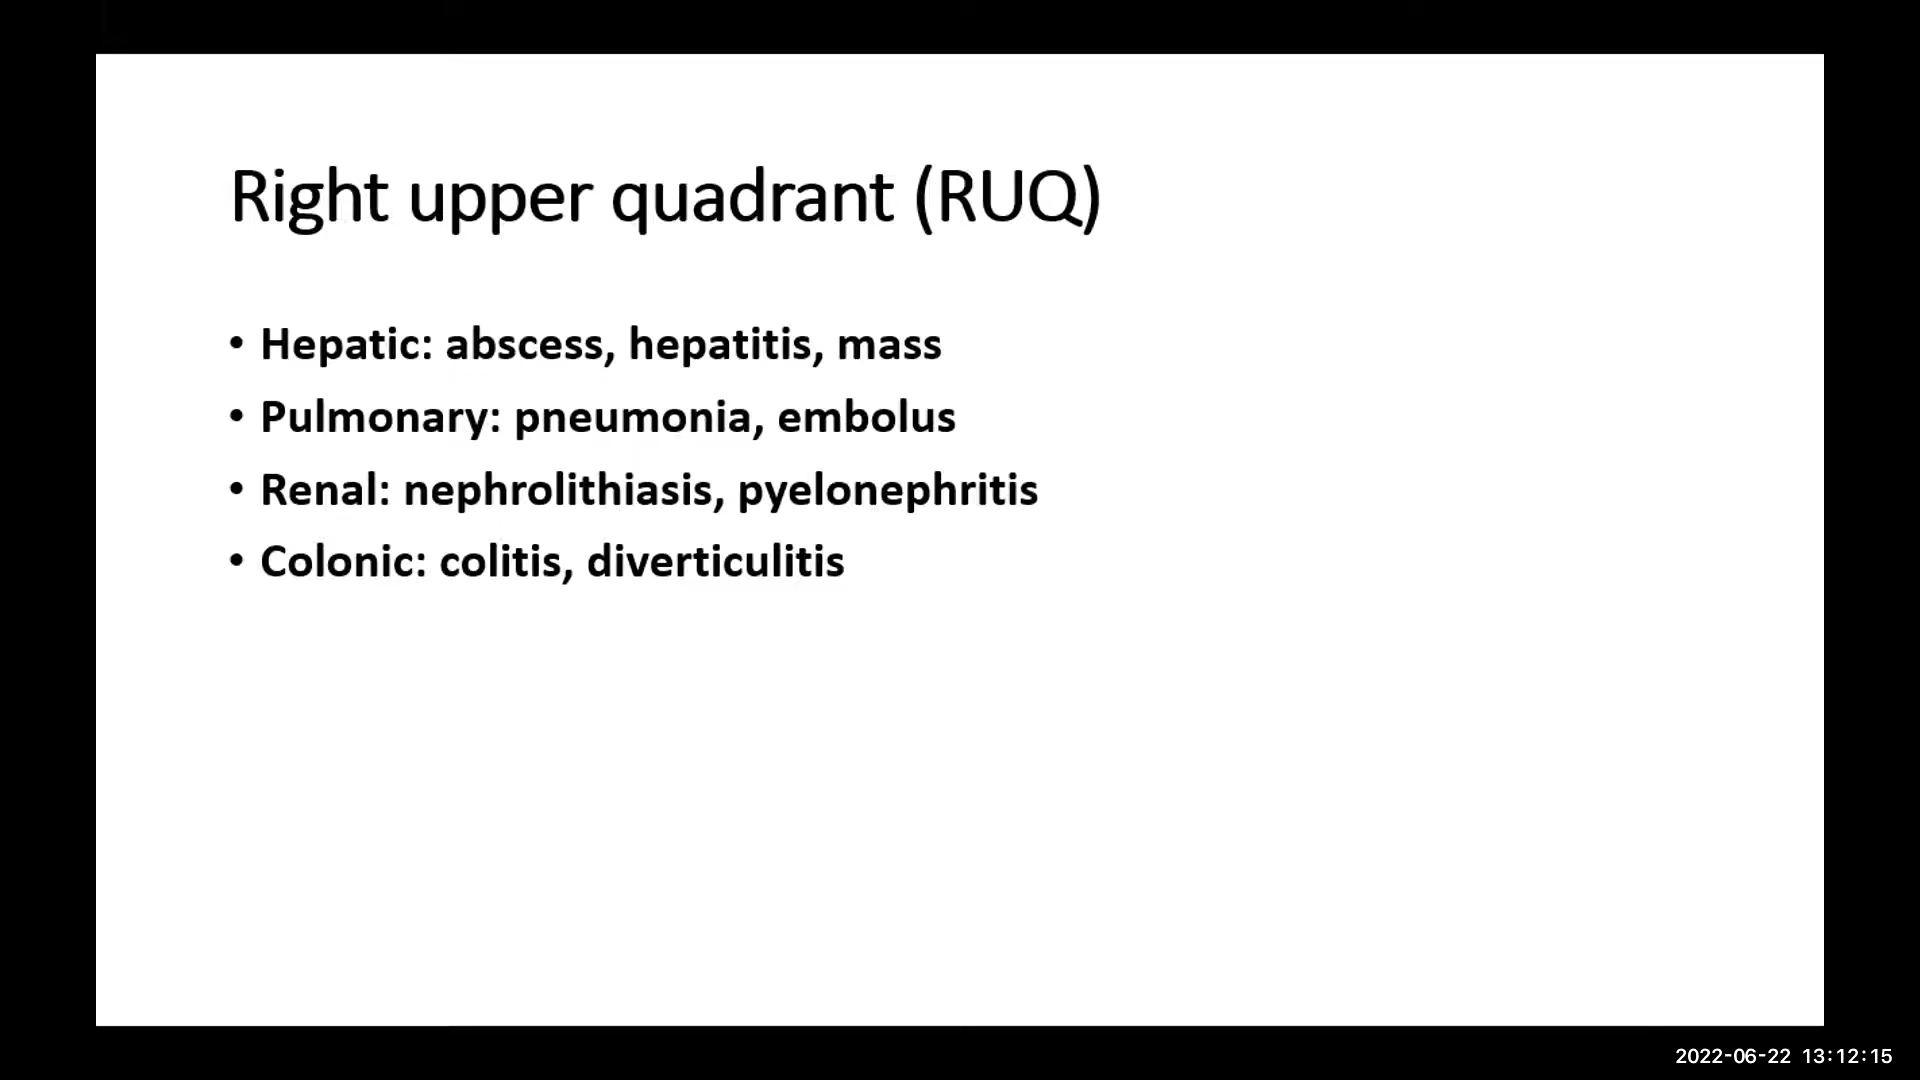 Right upper quadrant (RUQ)
• Hepatic: abscess, hepatitis, mass
• Pulmonary: pneumonia, embolus
• Renal: nephrolithiasis, pyelonephritis
• Colonic: colitis, diverticulitis
2022-06-22 13:12:15